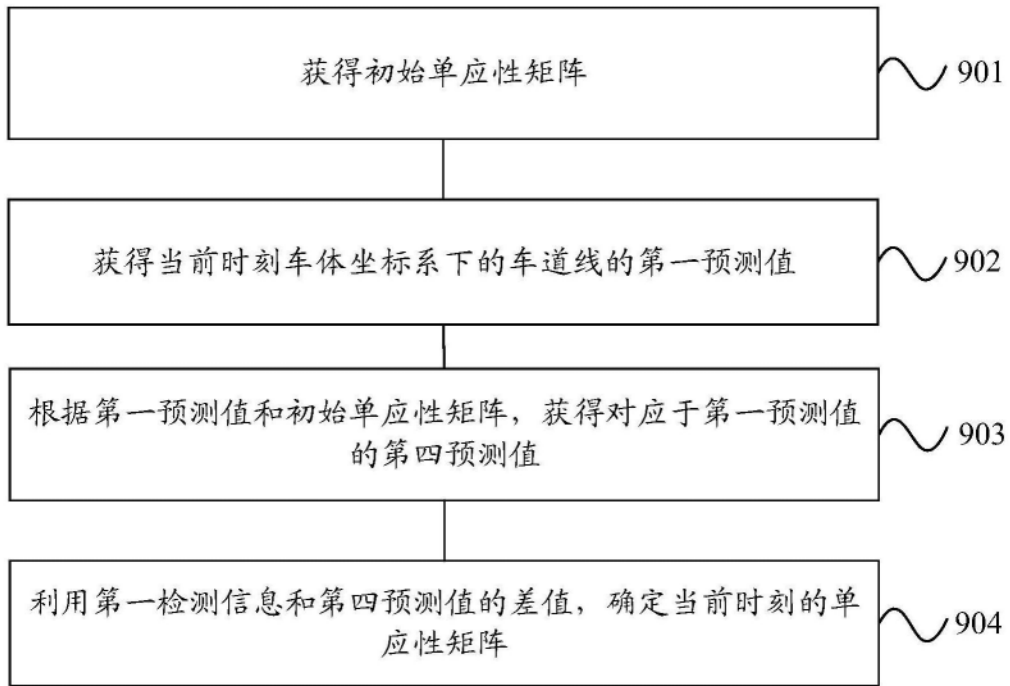 获得初始单应性矩阵
901
获得当前时刻车体坐标系下的车道线的第一预测值
902
根据第一预测值和初始单应性矩阵，获得对应于第一预测值
的第四预测值
903
利用第一检测信息和第四预测值的差值，确定当前时刻的单
应性矩阵
904